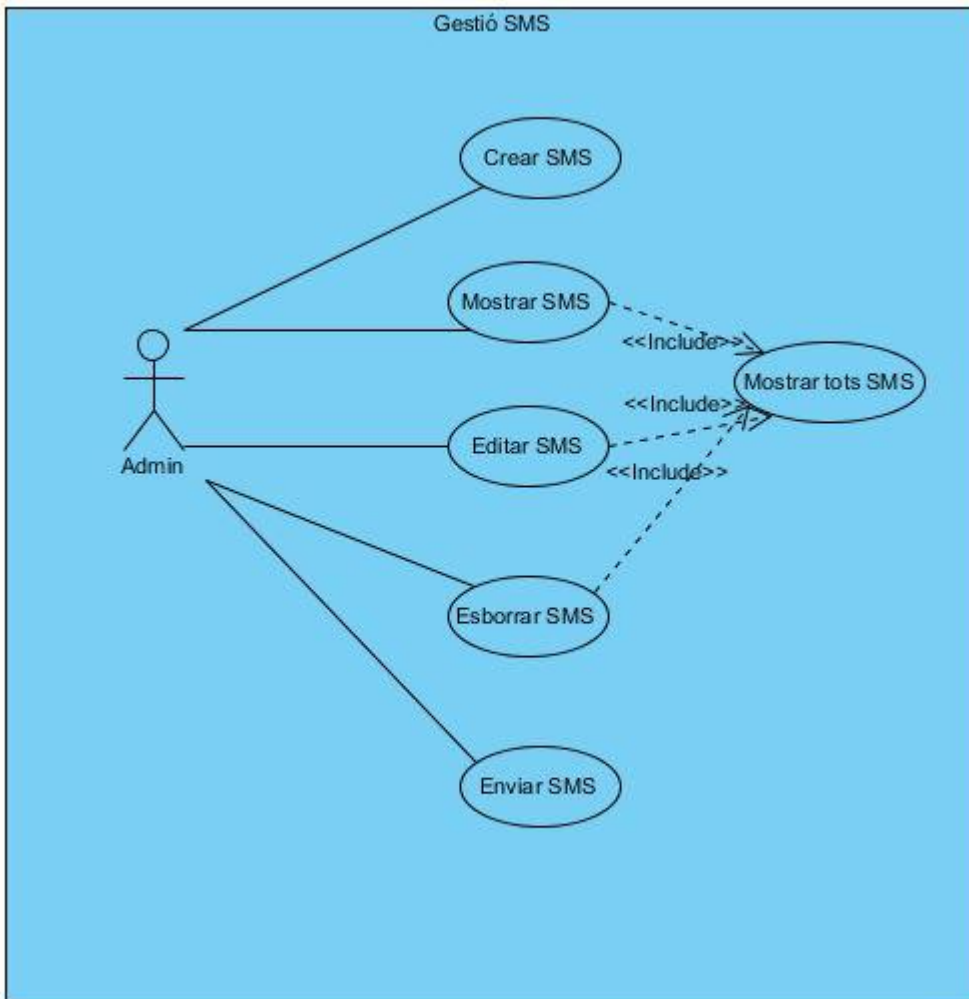 Gestió SMS
Crear SMS
Mostrar SMS
<<Include>>
Mostrar tots SMS
<<Include>>
Editar SMS
<<Include>>
Admin
Esborrar SMS
Enviar SMS